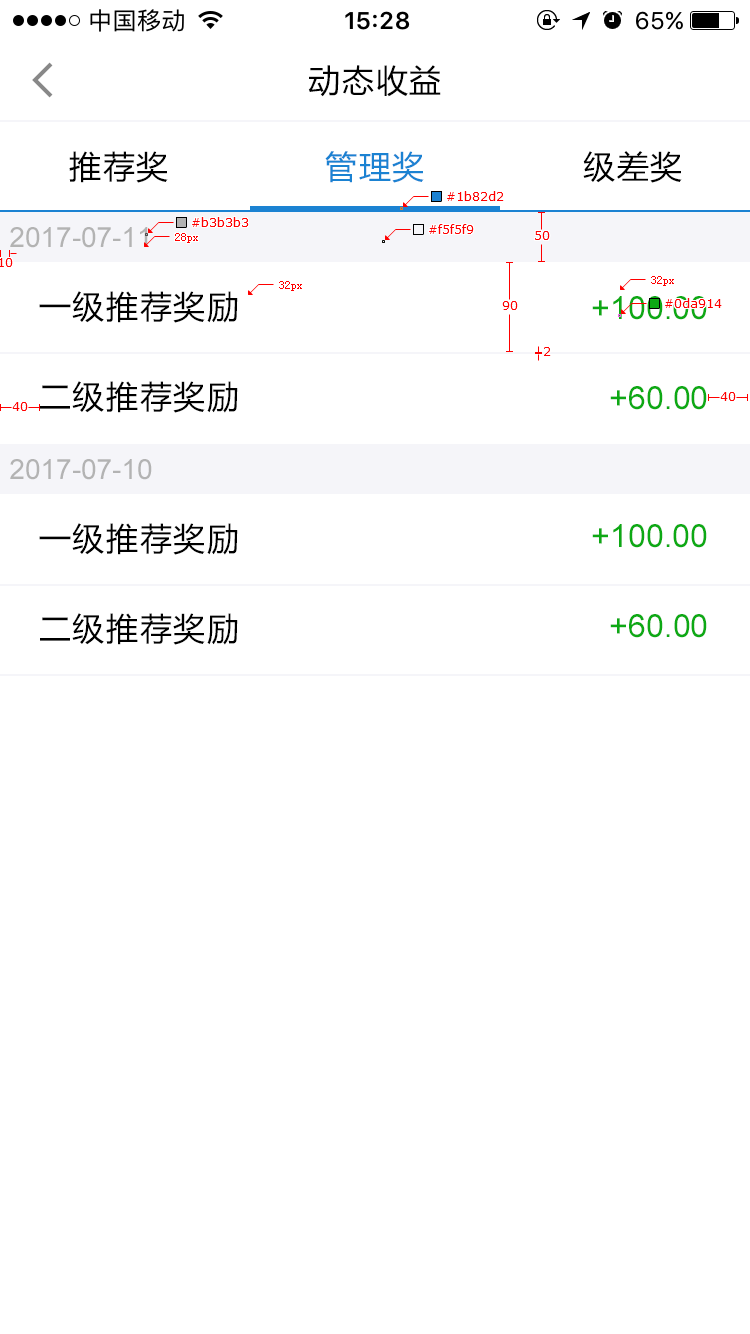 中国移动 15:28 65%
动态收益
推荐奖 管理奖 级差奖
#1b82d2
2017-07-11 #b3b3b3 #f5f5f9 50
28px
10
一级推荐奖励 32px 90 +100.00 32px #0da914
2
40 二级推荐奖励 +60.00 40
2017-07-10
一级推荐奖励 +100.00
二级推荐奖励 +60.00